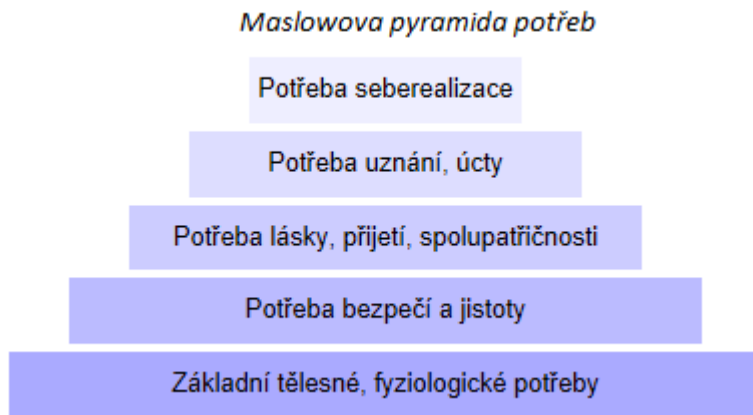 Maslowova pyramida potřeb
Potřeba seberealizace
Potřeba uznání, úcty
Potřeba lásky, přijetí, spolupatřičnosti
Potřeba bezpečí a jistoty
Základní tělesné, fyziologické potřeby